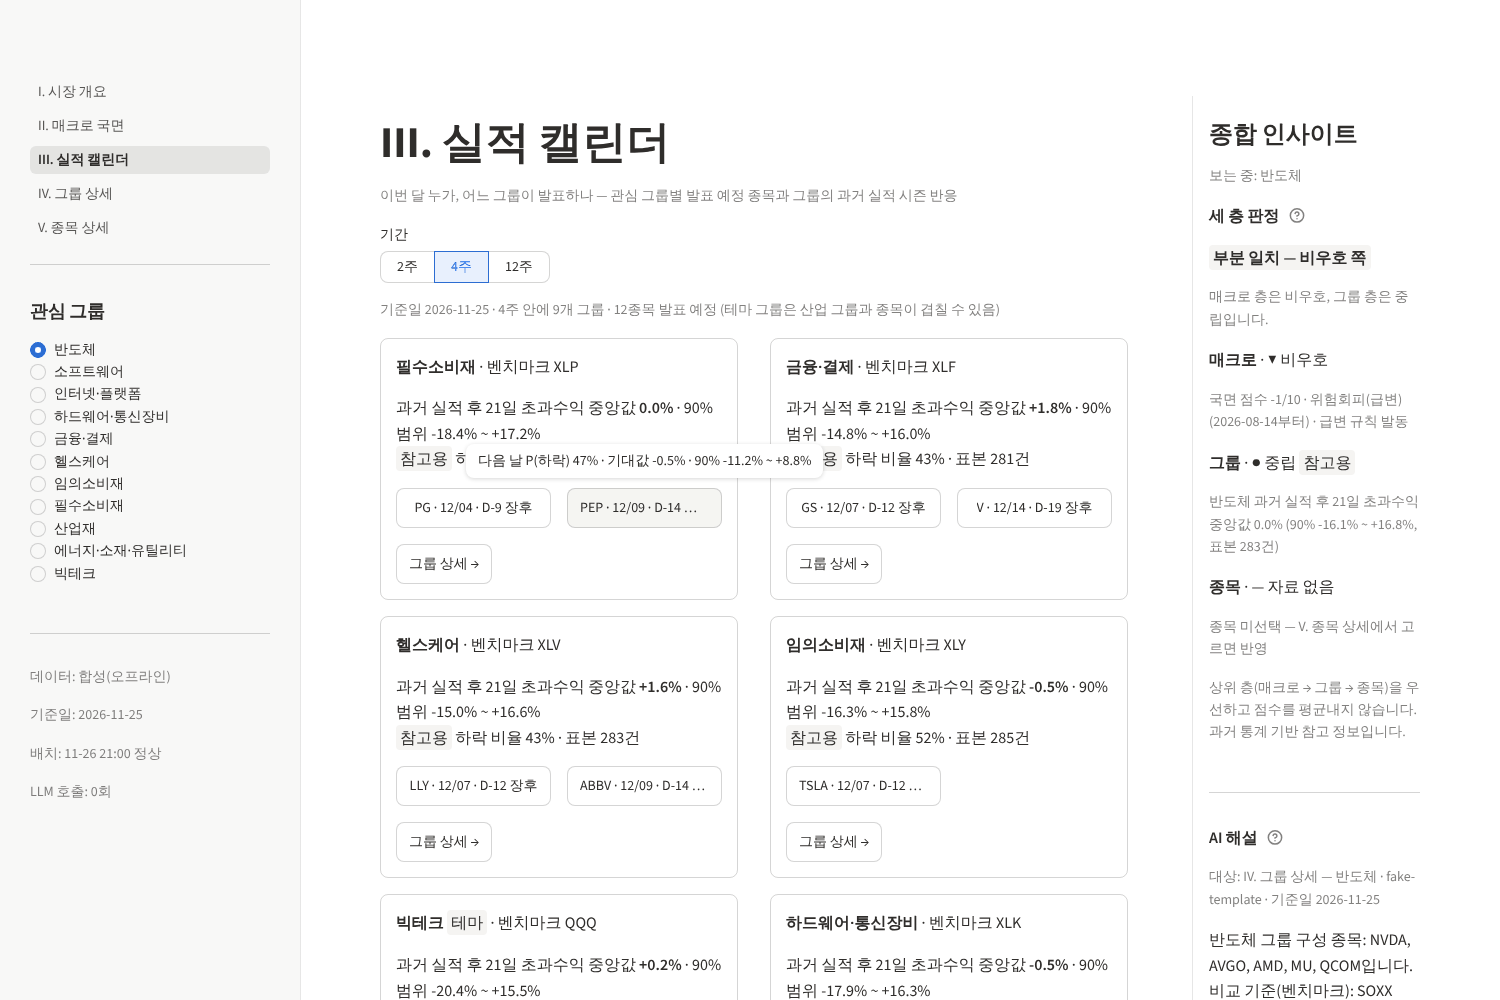 I. 시장 개요
II. 매크로 국면
III. 실적 캘린더
IV. 그룹 상세
V. 종목 상세
관심 그룹
반도체
소프트웨어
인터넷·플랫폼
하드웨어·통신장비
금융·결제
헬스케어
임의소비재
필수소비재
산업재
에너지·소재·유틸리티
빅테크
데이터: 합성(오프라인)
기준일: 2026-11-25
배치: 11-26 21:00 정상
LLM 호출: 0회
III. 실적 캘린더
이번 달 누가, 어느 그룹이 발표하나 — 관심 그룹별 발표 예정 종목과 그룹의 과거 실적 시즌 반응
기간
2주 4주 12주
기준일 2026-11-25 · 4주 안에 9개 그룹 · 12종목 발표 예정 (테마 그룹은 산업 그룹과 종목이 겹칠 수 있음)
필수소비재 · 벤치마크 XLP
과거 실적 후 21일 초과수익 중앙값 0.0% · 90%
범위 -18.4% ~ +17.2%
참고용
다음 날 P(하락) 47% · 기대값 -0.5% · 90% -11.2% ~ +8.8%
PG · 12/04 · D-9 장후
PEP · 12/09 · D-14 …
그룹 상세 →
금융·결제 · 벤치마크 XLF
과거 실적 후 21일 초과수익 중앙값 +1.8% · 90%
범위 -14.8% ~ +16.0%
용 하락 비율 43% · 표본 281건
GS · 12/07 · D-12 장후
V · 12/14 · D-19 장후
그룹 상세 →
헬스케어 · 벤치마크 XLV
과거 실적 후 21일 초과수익 중앙값 +1.6% · 90%
범위 -15.0% ~ +16.6%
참고용 하락 비율 43% · 표본 283건
LLY · 12/07 · D-12 장후
ABBV · 12/09 · D-14 …
그룹 상세 →
임의소비재 · 벤치마크 XLY
과거 실적 후 21일 초과수익 중앙값 -0.5% · 90%
범위 -16.3% ~ +15.8%
참고용 하락 비율 52% · 표본 285건
TSLA · 12/07 · D-12 …
그룹 상세 →
빅테크 테마 · 벤치마크 QQQ
과거 실적 후 21일 초과수익 중앙값 +0.2% · 90%
범위 -20.4% ~ +15.5%
하드웨어·통신장비 · 벤치마크 XLK
과거 실적 후 21일 초과수익 중앙값 -0.5% · 90%
범위 -17.9% ~ +16.3%
종합 인사이트
보는 중: 반도체
세 층 판정
부분 일치 — 비우호 쪽
매크로 층은 비우호, 그룹 층은 중
립입니다.
매크로 · ▼ 비우호
국면 점수 -1/10 · 위험회피(급변)
(2026-08-14부터) · 급변 규칙 발동
그룹 · ● 중립 참고용
반도체 과거 실적 후 21일 초과수익
중앙값 0.0% (90% -16.1% ~ +16.8%,
표본 283건)
종목 · — 자료 없음
종목 미선택 — V. 종목 상세에서 고
르면 반영
상위 층(매크로 → 그룹 → 종목)을 우
선하고 점수를 평균내지 않습니다.
과거 통계 기반 참고 정보입니다.
AI 해설
대상: IV. 그룹 상세 — 반도체 · fake-
template · 기준일 2026-11-25
반도체 그룹 구성 종목: NVDA,
AVGO, AMD, MU, QCOM입니다.
비교 기준(벤치마크): SOXX